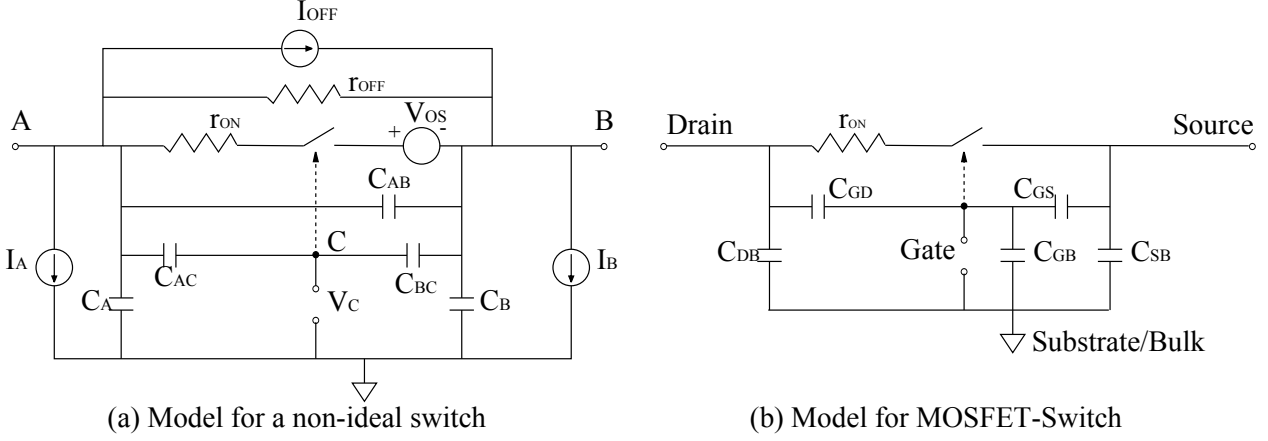 IOFF
rOFF
VOS
A
rON
+
-
B
Drain
rON
Source
CAB
CGD
CGS
C
IA
CAC
CBC
IB
CDB
Gate
CGB
CSB
CA
VC
CB
Substrate/Bulk
(a) Model for a non-ideal switch
(b) Model for MOSFET-Switch